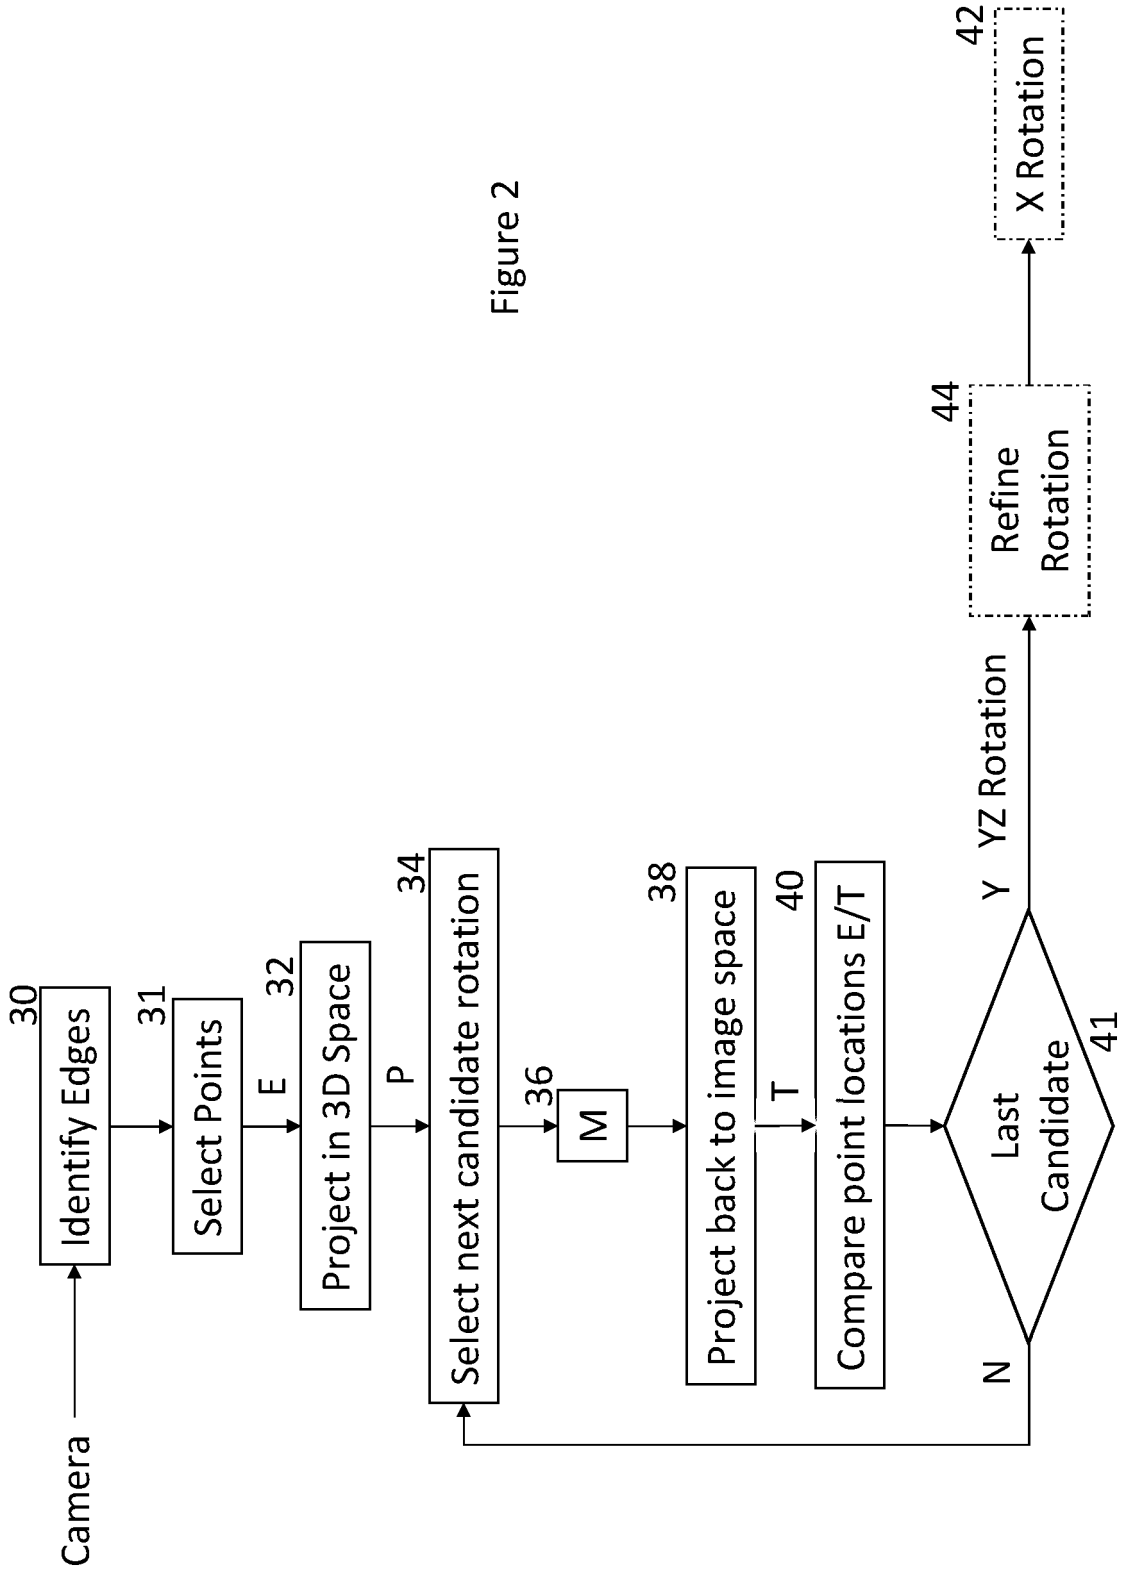 Camera
30
Identify Edges
31
Select Points
E
32
Project in 3D Space
P
34
Select next candidate rotation
36
M
38
Project back to image space
T
40
Compare point locations E/T
Last
Candidate
41
N
Y
YZ Rotation
44
Refine
Rotation
42
X Rotation
Figure 2